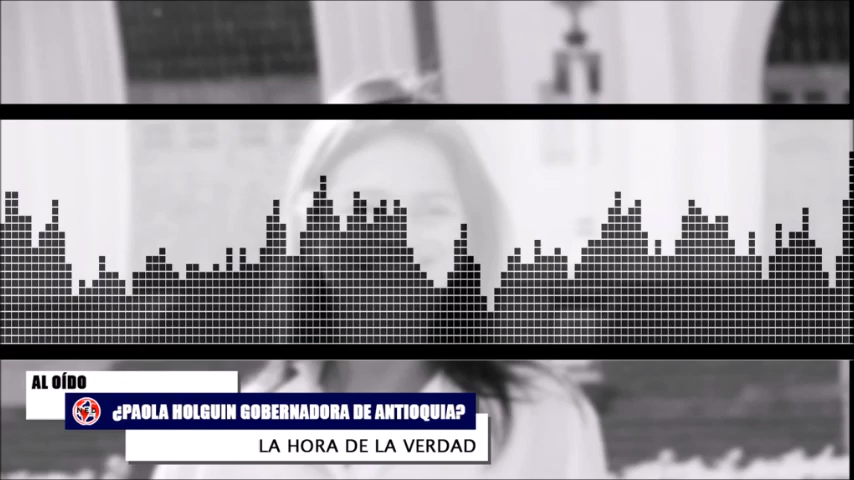 AL OÍDO
¿PAOLA HOLGUIN GOBERNADORA DE ANTIOQUIA?
LA HORA DE LA VERDAD